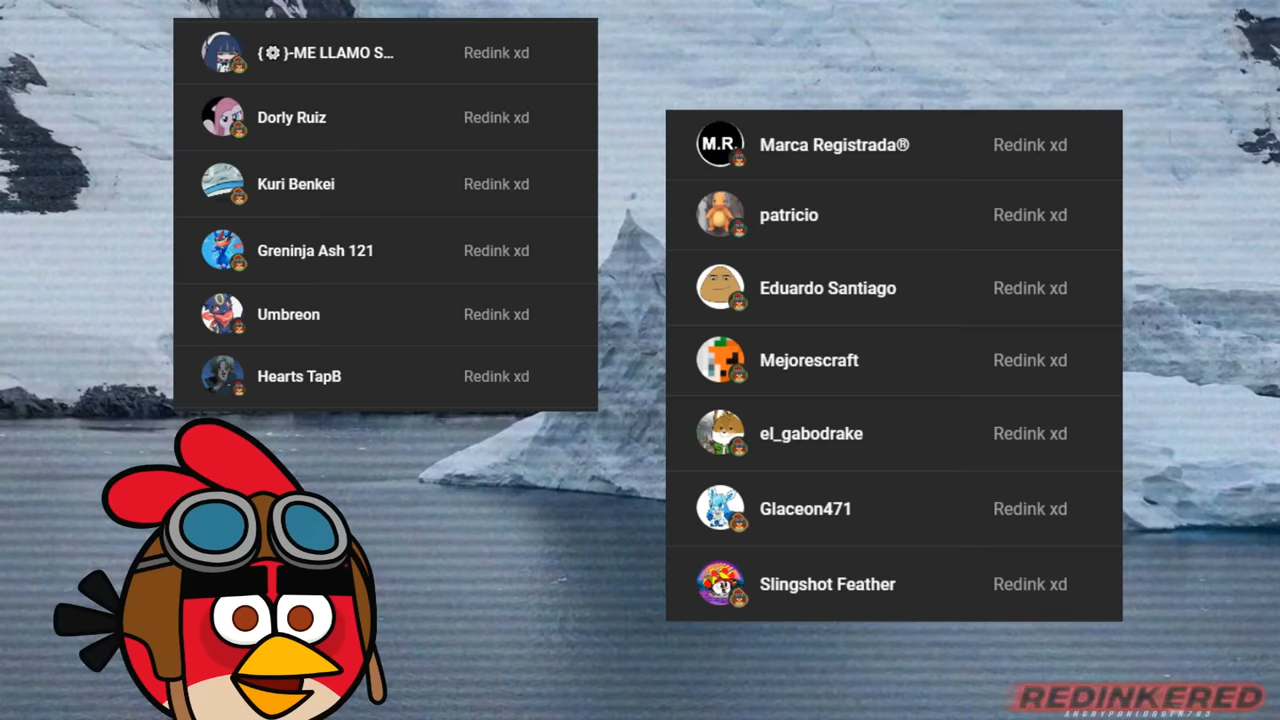 {⚙}-ME LLAMO S... Redink xd
Dorly Ruiz Redink xd
Kuri Benkei Redink xd
Greninja Ash 121 Redink xd
Umbreon Redink xd
Hearts TapB Redink xd
M.R. Marca Registrada® Redink xd
patricio Redink xd
Eduardo Santiago Redink xd
Mejorescraft Redink xd
el_gabodrake Redink xd
Glaceon471 Redink xd
Slingshot Feather Redink xd
REDINKERED